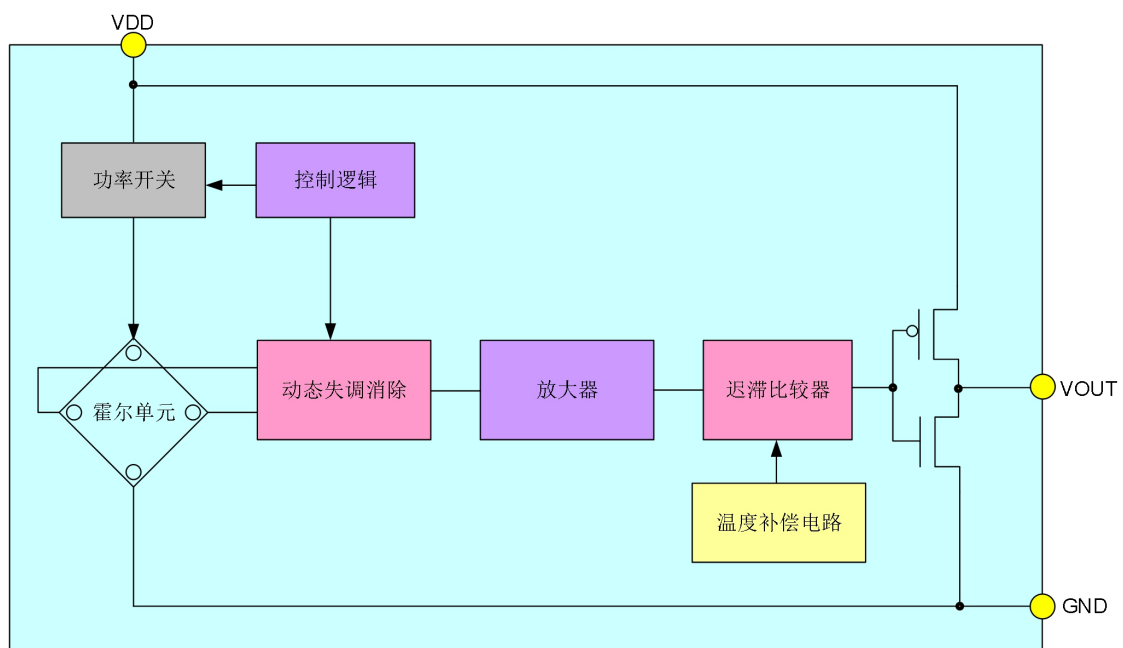 VDD
功率开关
控制逻辑
霍尔单元
动态失调消除
放大器
迟滞比较器
VOUT
温度补偿电路
GND